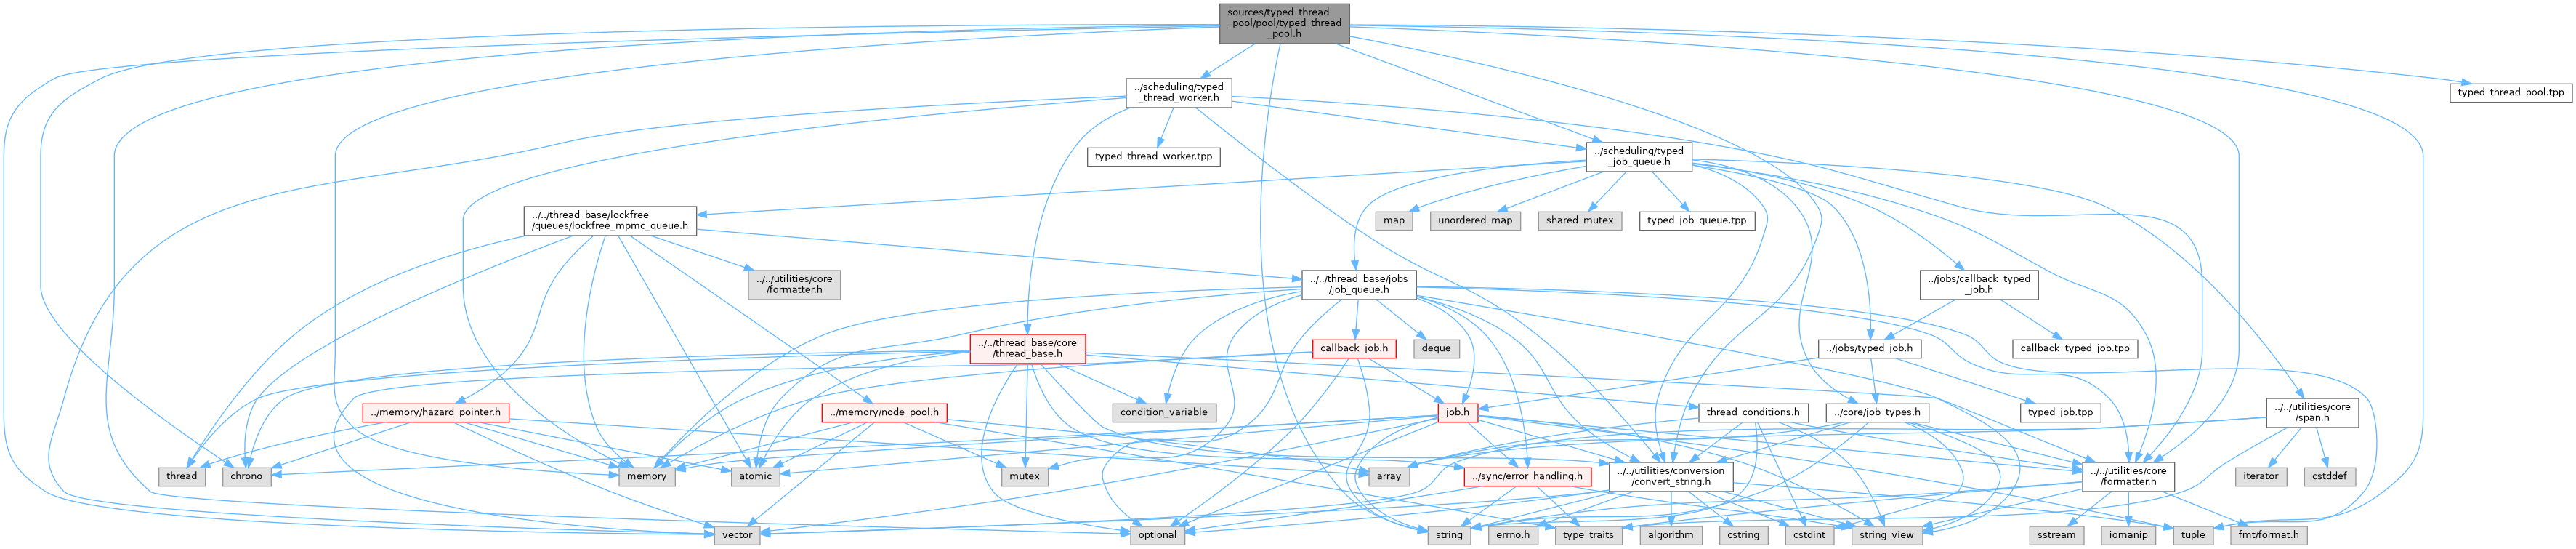 sources/typed_thread
_pool/pool/typed_thread
_pool.h
../scheduling/typed
_thread_worker.h
typed_thread_pool.tpp
typed_thread_worker.tpp
../scheduling/typed
_job_queue.h
../../thread_base/lockfree
/queues/lockfree_mpmc_queue.h
map
unordered_map
shared_mutex
typed_job_queue.tpp
../../utilities/core
/formatter.h
../../thread_base/jobs
/job_queue.h
../jobs/callback_typed
_job.h
../../thread_base/core
/thread_base.h
callback_job.h
deque
../jobs/typed_job.h
callback_typed_job.tpp
../memory/hazard_pointer.h
../memory/node_pool.h
condition_variable
job.h
thread_conditions.h
../core/job_types.h
typed_job.tpp
../../utilities/core
/span.h
thread
chrono
memory
atomic
mutex
array
../sync/error_handling.h
../../utilities/conversion
/convert_string.h
../../utilities/core
/formatter.h
iterator
cstddef
vector
optional
string
errno.h
type_traits
algorithm
cstring
cstdint
string_view
sstream
iomanip
tuple
fmt/format.h